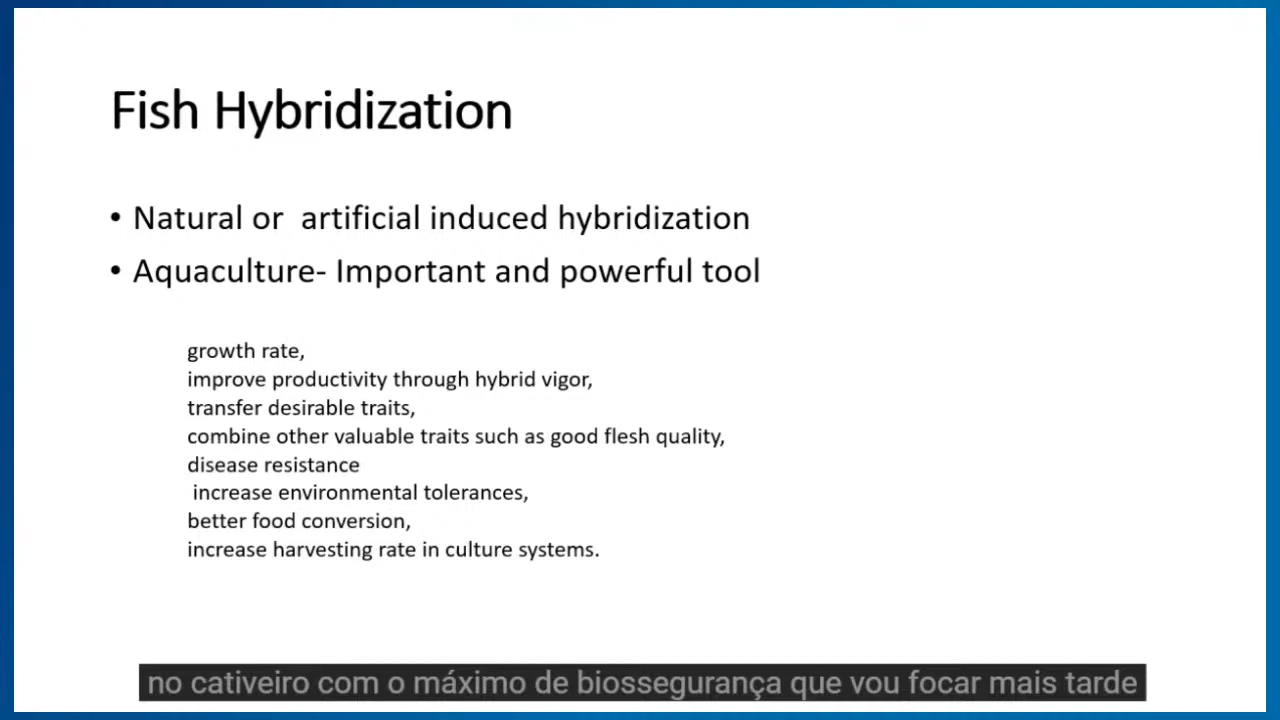 Fish Hybridization
• Natural or  artificial induced hybridization
• Aquaculture- Important and powerful tool
growth rate,
improve productivity through hybrid vigor,
transfer desirable traits,
combine other valuable traits such as good flesh quality,
disease resistance
increase environmental tolerances,
better food conversion,
increase harvesting rate in culture systems.
no cativeiro com o máximo de biossegurança que vou focar mais tarde